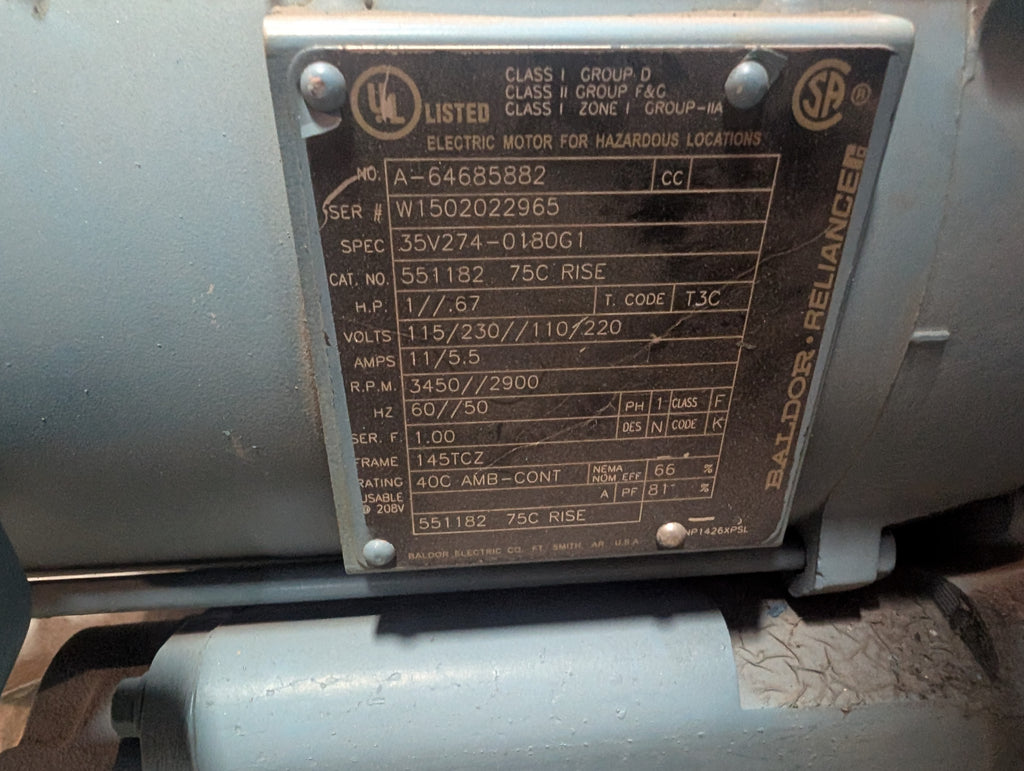 UL LISTED
CLASS I GROUP D
CLASS II GROUP F&G
CLASS I ZONE I GROUP-IIA
SA ®
ELECTRIC MOTOR FOR HAZARDOUS LOCATIONS
NO. A-64685882 CC
SER # W1502022965
SPEC 35V274-0180G1
CAT. NO. 551182 75C RISE
H.P. 1//.67 T. CODE T3C
VOLTS 115/230//110/220
AMPS 11/5.5
R.P.M. 3450//2900
HZ 60//50 PH 1 CLASS F
DES N CODE K
SER. F. 1.00
FRAME 145TCZ
RATING 40C AMB-CONT NEMA NOM EFF 66 %
USABLE @ 208V A PF 81 %
551182 75C RISE
NP1426XPSL
BALDOR ELECTRIC CO. FT. SMITH, AR. U.S.A.
BALDOR · RELIANCE